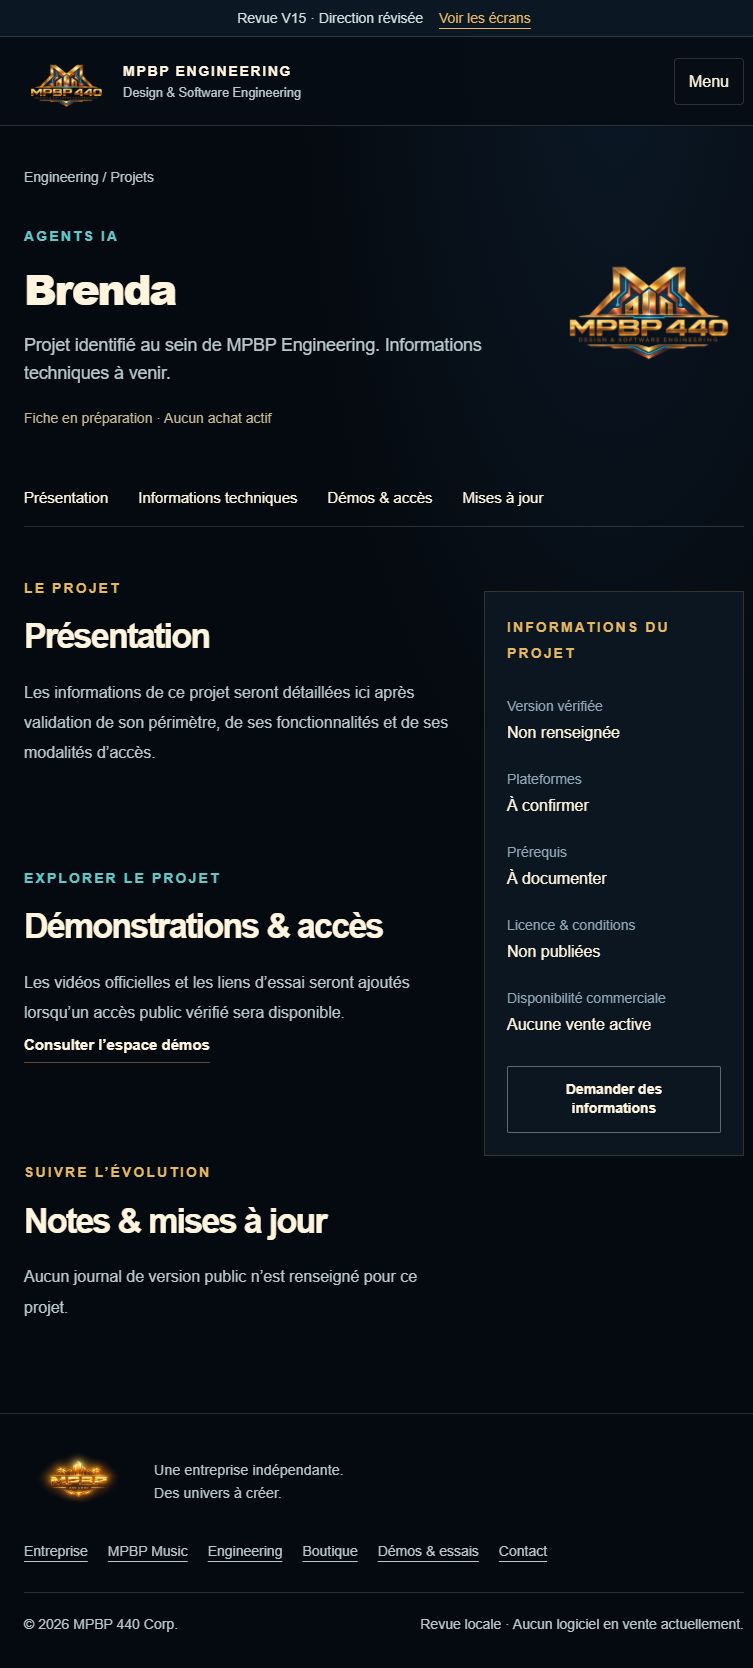 Revue V15 · Direction révisée Voir les écrans
MPBP 440
MPBP ENGINEERING
Design & Software Engineering
Menu
Engineering / Projets
AGENTS IA
Brenda
Projet identifié au sein de MPBP Engineering. Informations
techniques à venir.
Fiche en préparation · Aucun achat actif
MPBP 440
DESIGN & SOFTWARE ENGINEERING
Présentation Informations techniques Démos & accès Mises à jour
LE PROJET
Présentation
Les informations de ce projet seront détaillées ici après
validation de son périmètre, de ses fonctionnalités et de ses
modalités d’accès.
EXPLORER LE PROJET
Démonstrations & accès
Les vidéos officielles et les liens d’essai seront ajoutés
lorsqu’un accès public vérifié sera disponible.
Consulter l’espace démos
SUIVRE L’ÉVOLUTION
Notes & mises à jour
Aucun journal de version public n’est renseigné pour ce
projet.
INFORMATIONS DU
PROJET
Version vérifiée
Non renseignée
Plateformes
À confirmer
Prérequis
À documenter
Licence & conditions
Non publiées
Disponibilité commerciale
Aucune vente active
Demander des
informations
MPBP
Une entreprise indépendante.
Des univers à créer.
Entreprise MPBP Music Engineering Boutique Démos & essais Contact
© 2026 MPBP 440 Corp.
Revue locale · Aucun logiciel en vente actuellement.